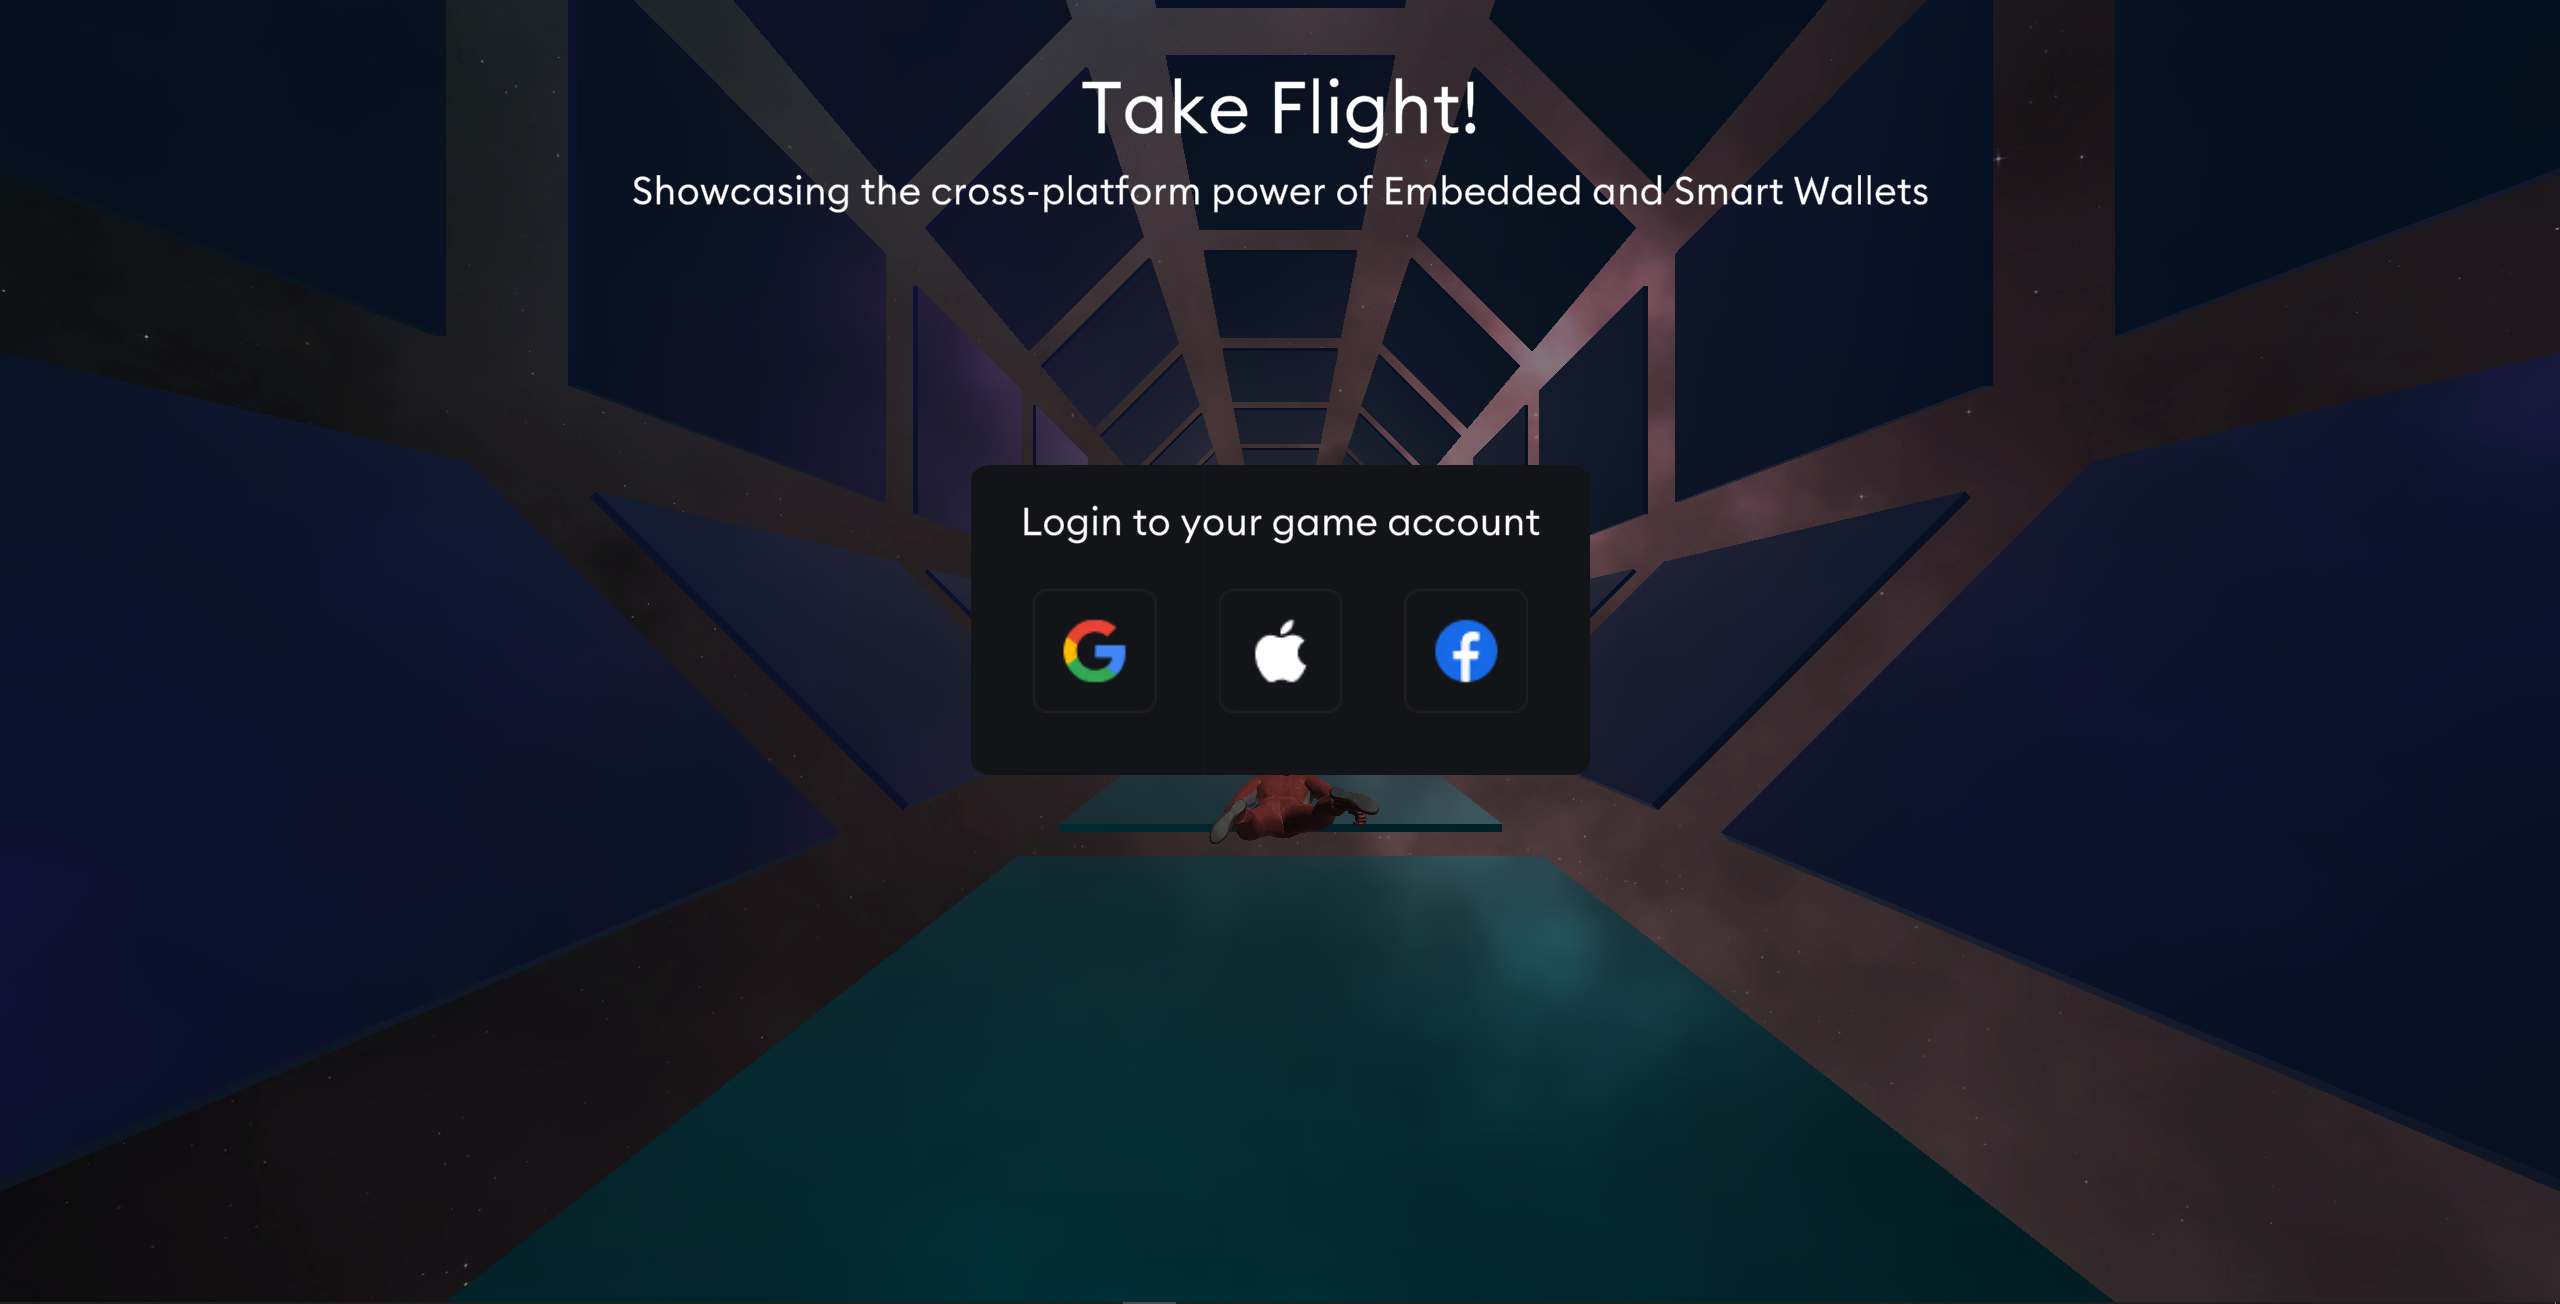 Take Flight!
Showcasing the cross-platform power of Embedded and Smart Wallets
Login to your game account